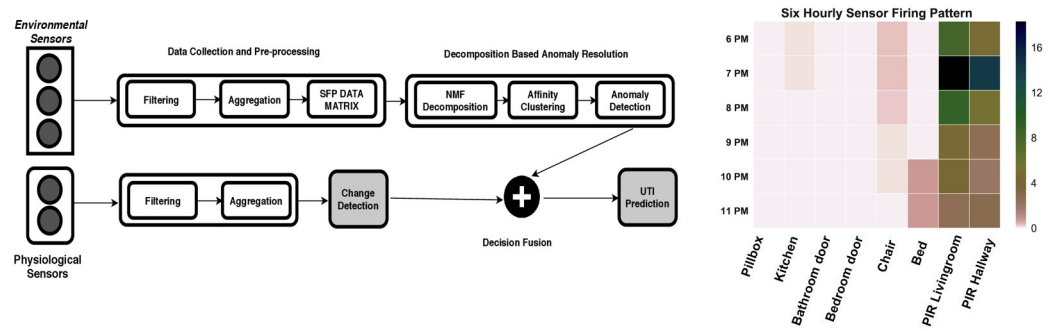 Environmental
Sensors
Data Collection and Pre-processing
Decomposition Based Anomaly Resolution
Filtering
Aggregation
SFP DATA
MATRIX
NMF
Decomposition
Affinity
Clustering
Anomaly
Detection
Filtering
Aggregation
Change
Detection
UTI
Prediction
Decision Fusion
Physiological
Sensors
Six Hourly Sensor Firing Pattern
6 PM
7 PM
8 PM
9 PM
10 PM
11 PM
16
12
8
4
0
Pillbox
Kitchen
Bathroom door
Bedroom door
Chair
Bed
PIR Livingroom
PIR Hallway